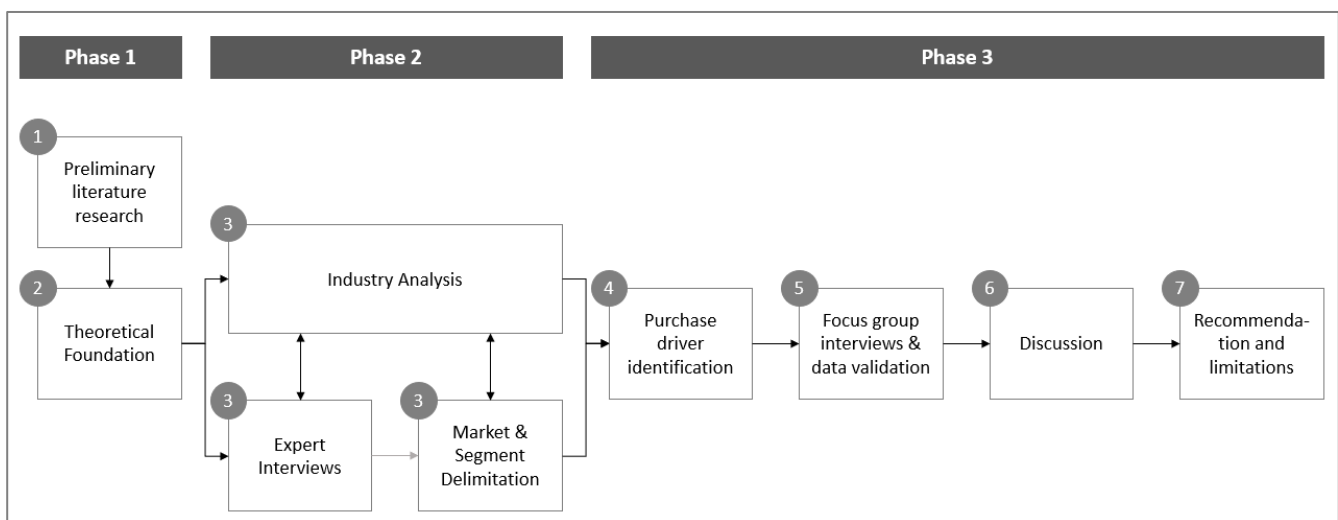 Phase 1
Phase 2
Phase 3
1
Preliminary
literature
research
2
Theoretical
Foundation
3
Industry Analysis
3
Expert
Interviews
3
Market &
Segment
Delimitation
4
Purchase
driver
identification
5
Focus group
interviews &
data validation
6
Discussion
7
Recommenda-
tion and
limitations